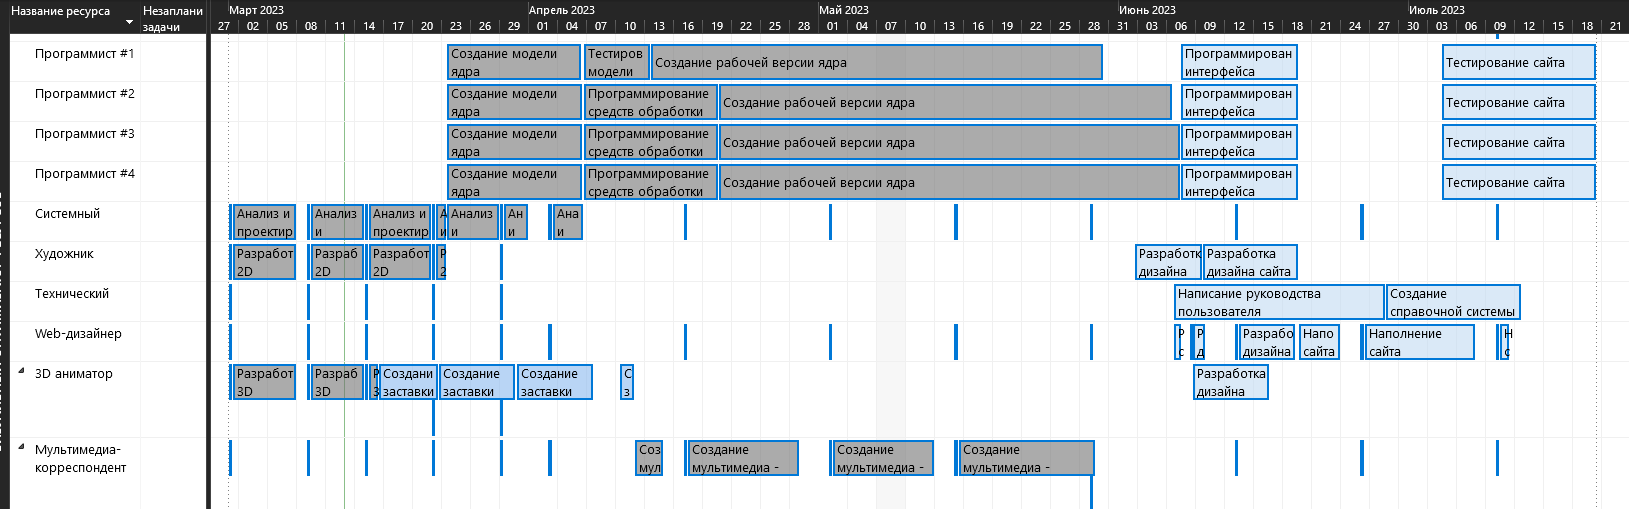 Название ресурса
Незаплани
задачи
Март 2023
Апрель 2023
Май 2023
Июнь 2023
Июль 2023
27 02 05 08 11 14 17 20 23 26 29 01 04 07 10 13 16 19 22 25 28 01 04 07 10 13 16 19 22 25 28 31 03 06 09 12 15 18 21 24 27 30 03 06 09 12 15 18 21
Программист #1
Создание модели
ядра
Тестиров
модели
Создание рабочей версии ядра
Программирован
интерфейса
Тестирование сайта
Программист #2
Создание модели
ядра
Программирование
средств обработки
Создание рабочей версии ядра
Программирован
интерфейса
Тестирование сайта
Программист #3
Создание модели
ядра
Программирование
средств обработки
Создание рабочей версии ядра
Программирован
интерфейса
Тестирование сайта
Программист #4
Создание модели
ядра
Программирование
средств обработки
Создание рабочей версии ядра
Программирован
интерфейса
Тестирование сайта
Системный
Анализ и
проектир
Анализ
и
Анализ и
проектир
А
и
Анализ
и
Ан
и
Ана
и
Художник
Разработ
2D
Разраб
2D
Разработ
2D
Р
2
Разработк
дизайна
Разработка
дизайна сайта
Технический
Написание руководства
пользователя
Создание
справочной системы
Web-дизайнер
Р
с
Р
д
Разрабо
дизайна
Напо
сайта
Наполнение
сайта
Н
с
3D аниматор
Разработ
3D
Разраб
3D
Р
3
Создани
заставки
Создание
заставки
Создание
заставки
С
з
Разработка
дизайна
Мультимедиа-
корреспондент
Соз
мул
Создание
мультимедиа -
Создание
мультимедиа -
Создание
мультимедиа -